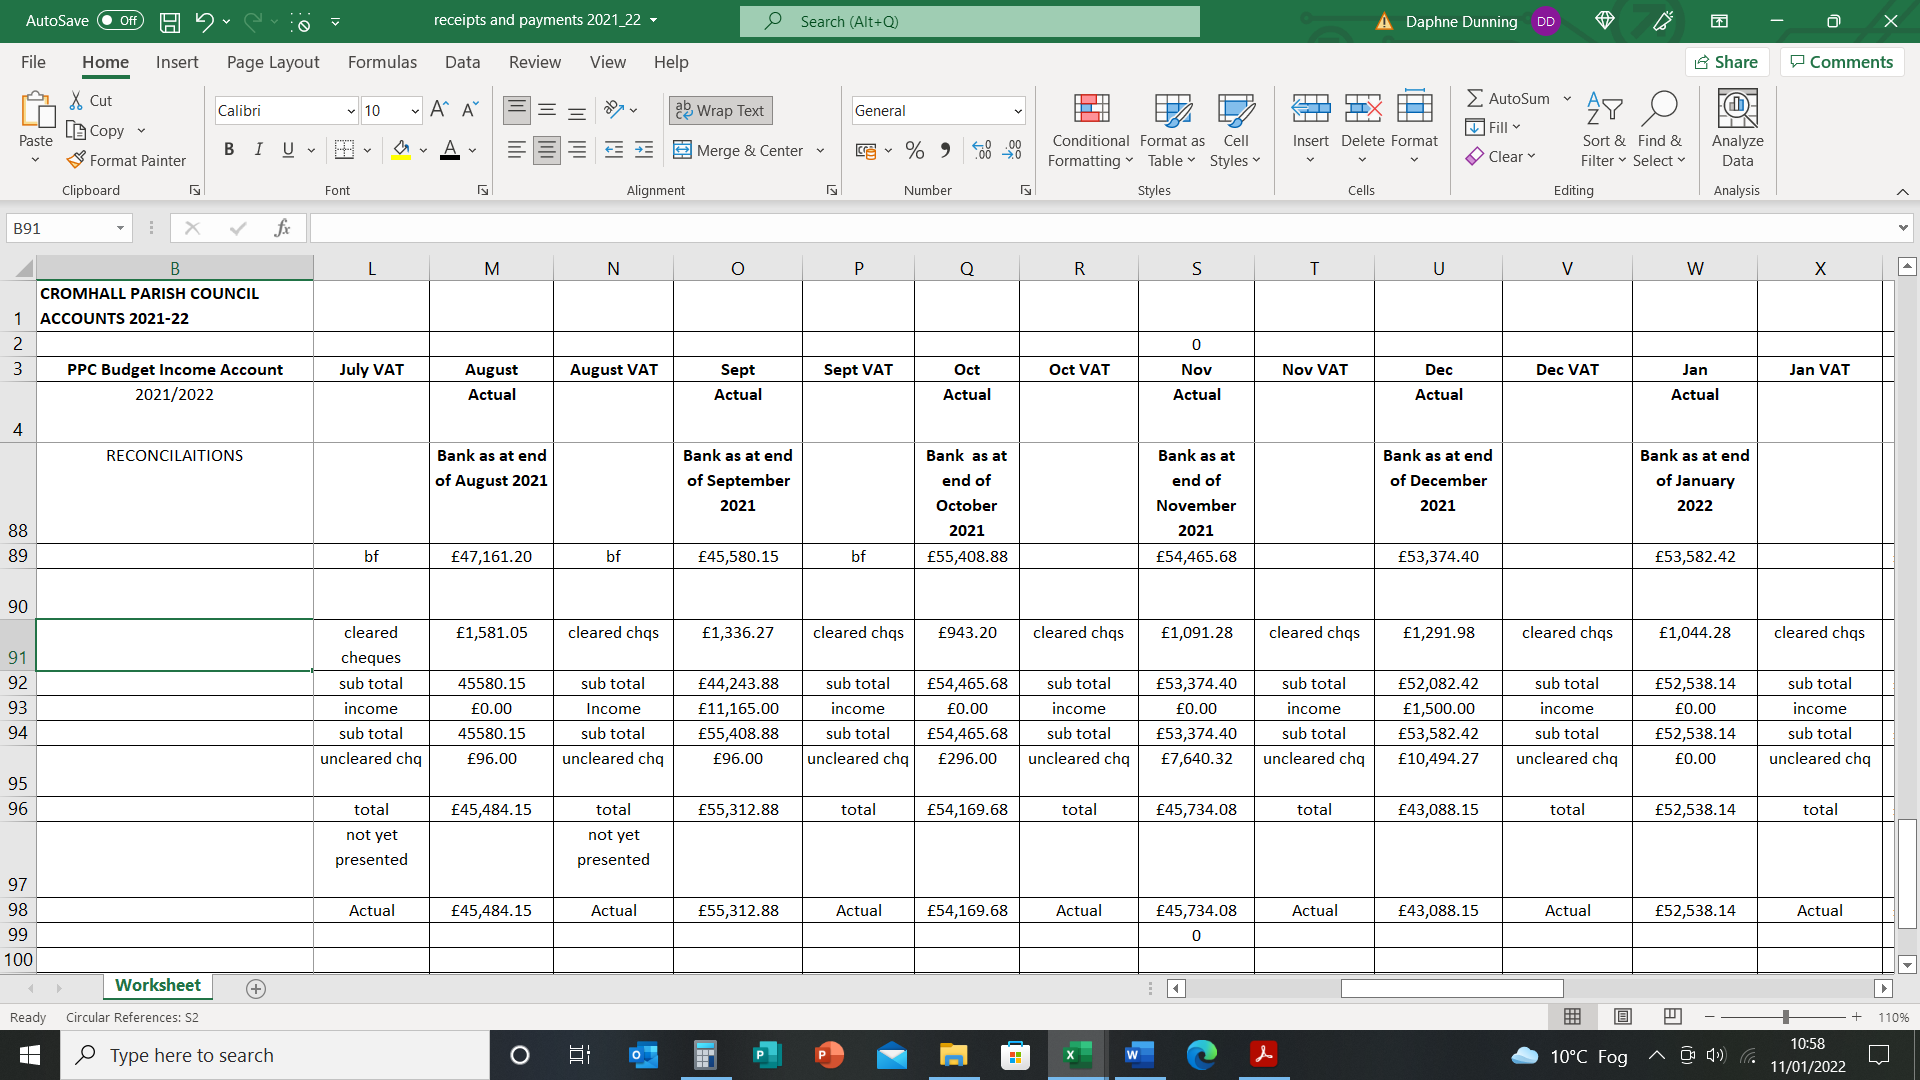 AutoSave Off receipts and payments 2021_22 Search (Alt+Q) Daphne Dunning DD
File Home Insert Page Layout Formulas Data Review View Help Share Comments
Paste Cut Copy Format Painter Clipboard
Calibri 10 A A B I U A Font
ab Wrap Text Merge & Center Alignment
General % 9 .00 .0 Number
Conditional Formatting Format as Table Cell Styles Styles
Insert Delete Format Cells
AutoSum Fill Clear Sort & Filter Find & Select Editing
Analyze Data Analysis
B91 fx
B L M N O P Q R S T U V W X
1 CROMHALL PARISH COUNCIL
ACCOUNTS 2021-22
2 0
3 PPC Budget Income Account July VAT August August VAT Sept Sept VAT Oct Oct VAT Nov Nov VAT Dec Dec VAT Jan Jan VAT
4 2021/2022 Actual Actual Actual Actual Actual Actual
88 RECONCILAITIONS Bank as at end of August 2021 Bank as at end of September 2021 Bank as at end of October 2021 Bank as at end of November 2021 Bank as at end of December 2021 Bank as at end of January 2022
89 bf £47,161.20 bf £45,580.15 bf £55,408.88 £54,465.68 £53,374.40 £53,582.42
90
91 cleared cheques £1,581.05 cleared chqs £1,336.27 cleared chqs £943.20 cleared chqs £1,091.28 cleared chqs £1,291.98 cleared chqs £1,044.28 cleared chqs
92 sub total 45580.15 sub total £44,243.88 sub total £54,465.68 sub total £53,374.40 sub total £52,082.42 sub total £52,538.14 sub total
93 income £0.00 Income £11,165.00 income £0.00 income £0.00 income £1,500.00 income £0.00 income
94 sub total 45580.15 sub total £55,408.88 sub total £54,465.68 sub total £53,374.40 sub total £53,582.42 sub total £52,538.14 sub total
95 uncleared chq £96.00 uncleared chq £96.00 uncleared chq £296.00 uncleared chq £7,640.32 uncleared chq £10,494.27 uncleared chq £0.00 uncleared chq
96 total £45,484.15 total £55,312.88 total £54,169.68 total £45,734.08 total £43,088.15 total £52,538.14 total
97 not yet presented not yet presented
98 Actual £45,484.15 Actual £55,312.88 Actual £54,169.68 Actual £45,734.08 Actual £43,088.15 Actual £52,538.14 Actual
99 0
100
Worksheet
Ready Circular References: S2 110%
Type here to search 10°C Fog 10:58
11/01/2022